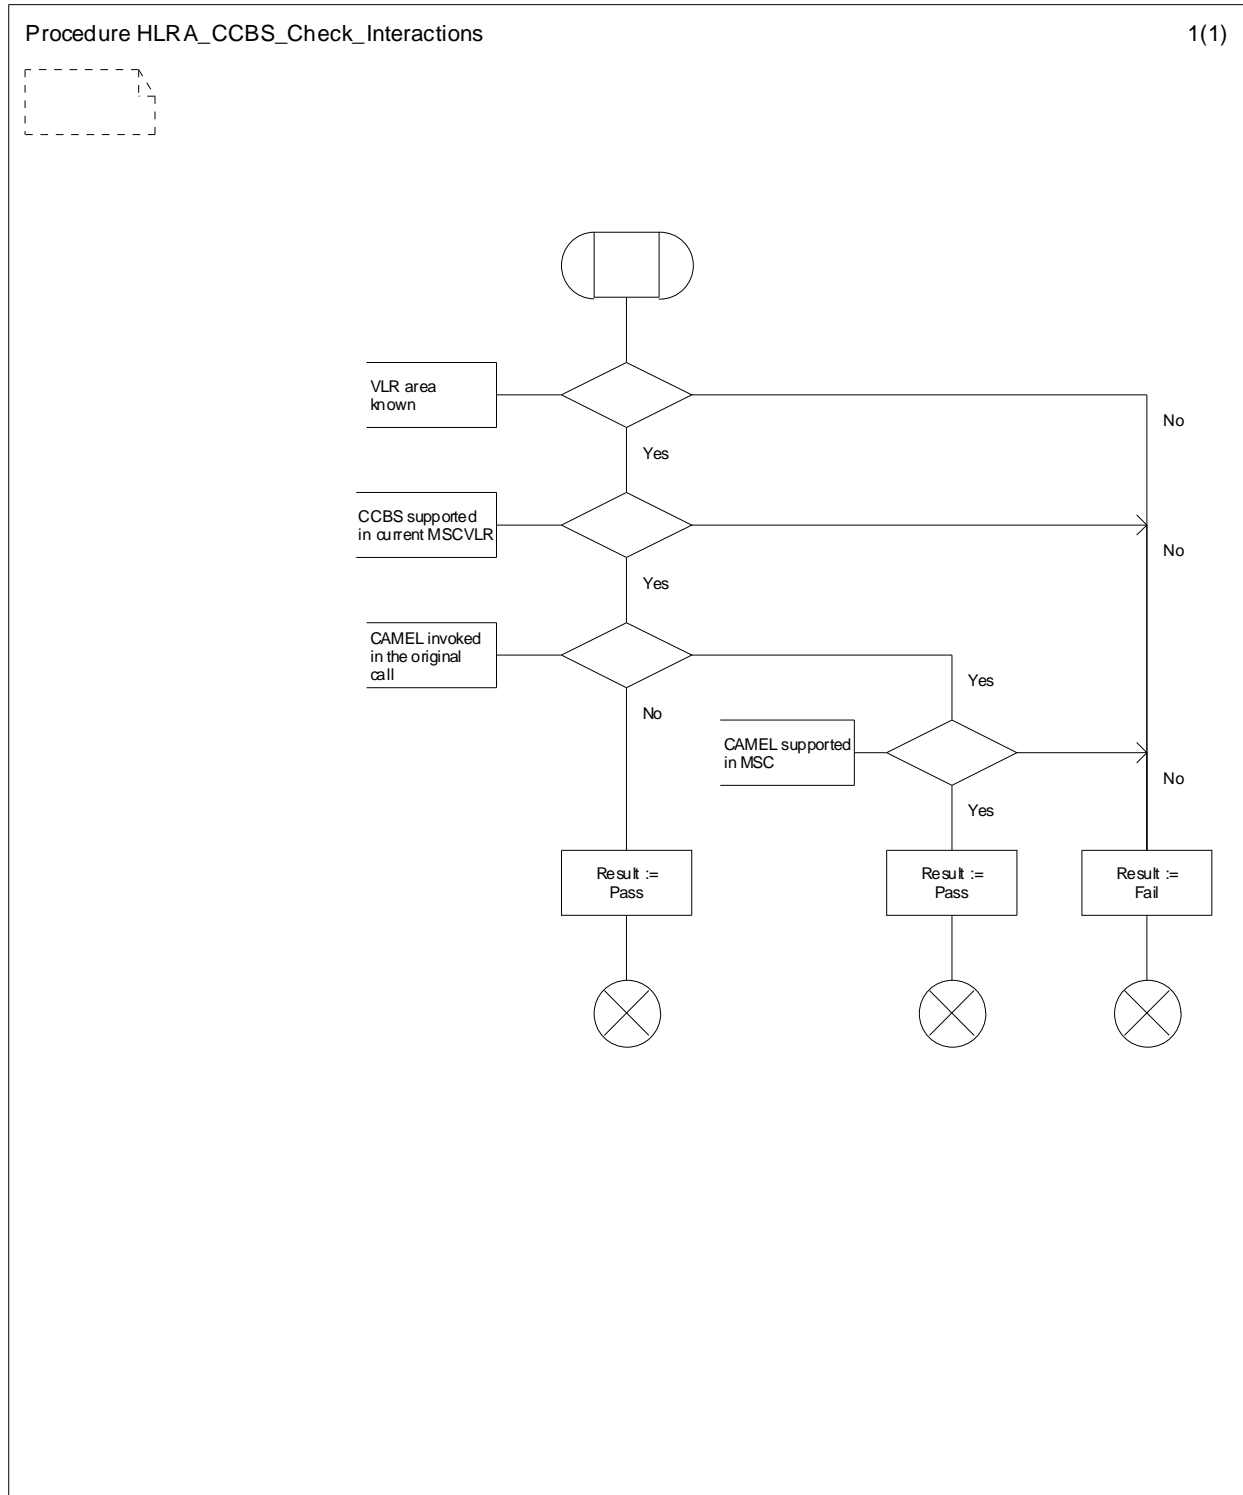 Procedure HLRA_CCBS_Check_Interactions
1(1)
VLR area
known
No
Yes
CCBS supported
in current MSCVLR
No
Yes
CAMEL invoked
in the original
call
Yes
No
CAMEL supported
in MSC
No
Yes
Result :=
Pass
Result :=
Pass
Result :=
Fail